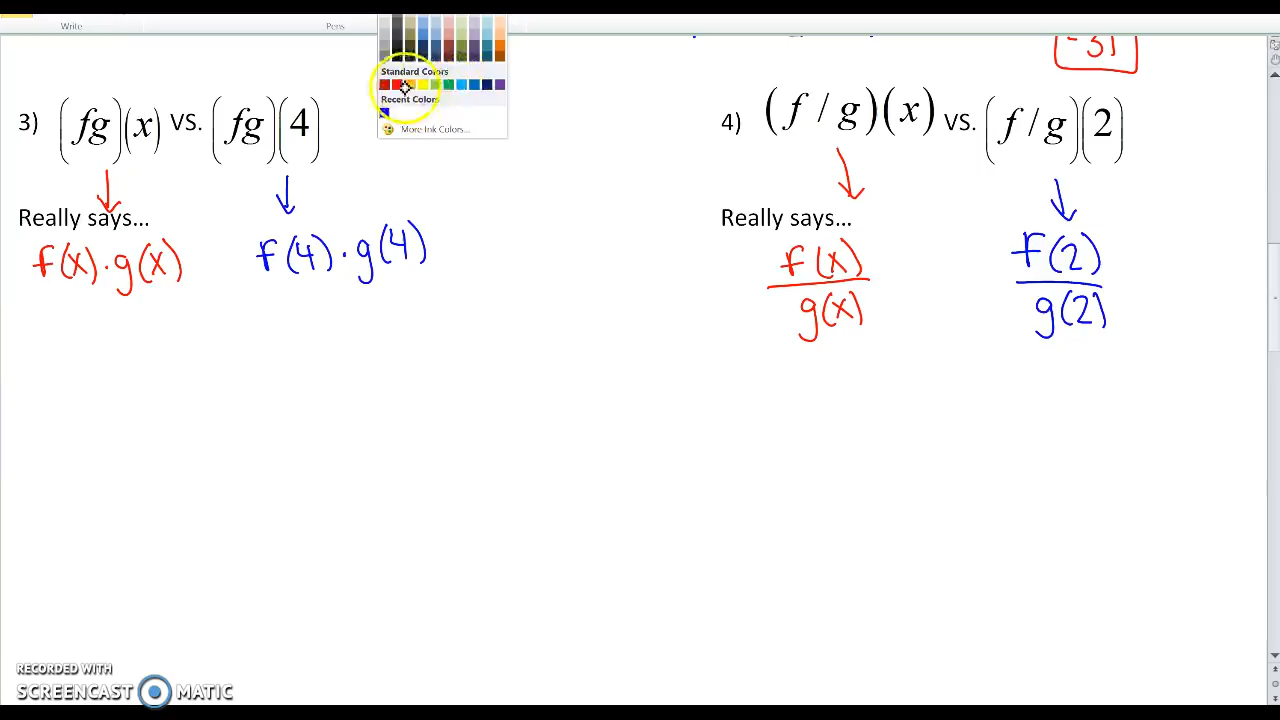 Write
Pens
Standard Colors
Recent Colors
More Ink Colors...
-31
3) (fg)(x) VS. (fg)(4)
Really says...
f(x)·g(x) f(4)·g(4)
4) (f / g)(x) VS. (f / g)(2)
Really says...
f(x) f(2)
g(x) g(2)
RECORDED WITH
SCREENCAST MATIC